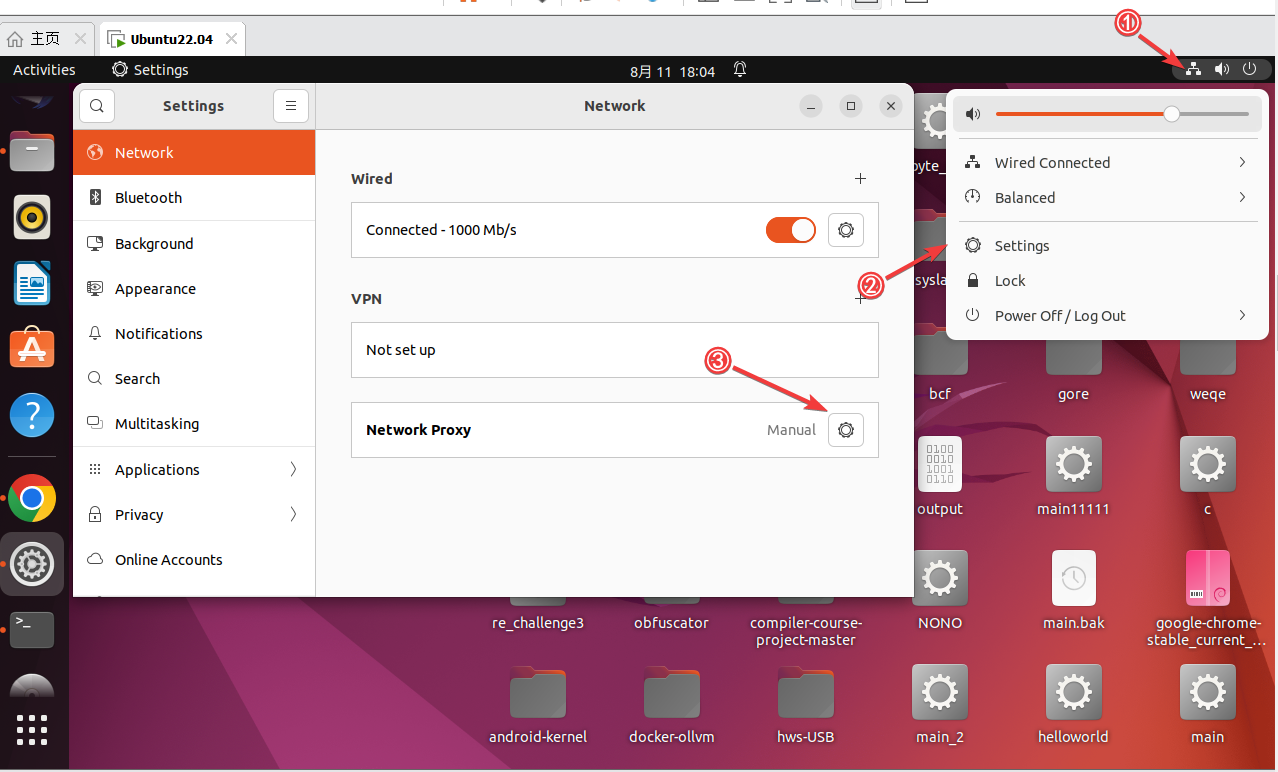 主页
Ubuntu22.04
①
Activities
Settings
8月 11 18:04
Settings
Network
Network
Bluetooth
Background
Appearance
Notifications
Search
Multitasking
Applications
Privacy
Online Accounts
Wired
Connected - 1000 Mb/s
VPN
Not set up
③
Network Proxy
Manual
②
Wired Connected
Balanced
Settings
Lock
Power Off / Log Out
byte_
sysla
bcf
gore
weqe
output
main11111
c
re_challenge3
obfuscator
compiler-course-
project-master
NONO
main.bak
google-chrome-
stable_current_...
android-kernel
docker-ollvm
hws-USB
main_2
helloworld
main